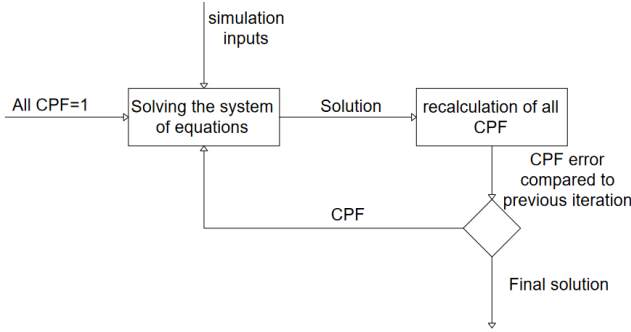 simulation
inputs
All CPF=1
Solving the system
of equations
Solution
recalculation of all
CPF
CPF error
compared to
previous iteration
CPF
Final solution